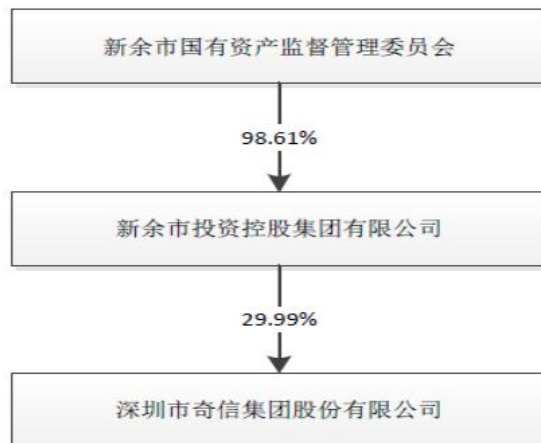 新余市国有资产监督管理委员会
98.61%
新余市投资控股集团有限公司
29.99%
深圳市奇信集团股份有限公司